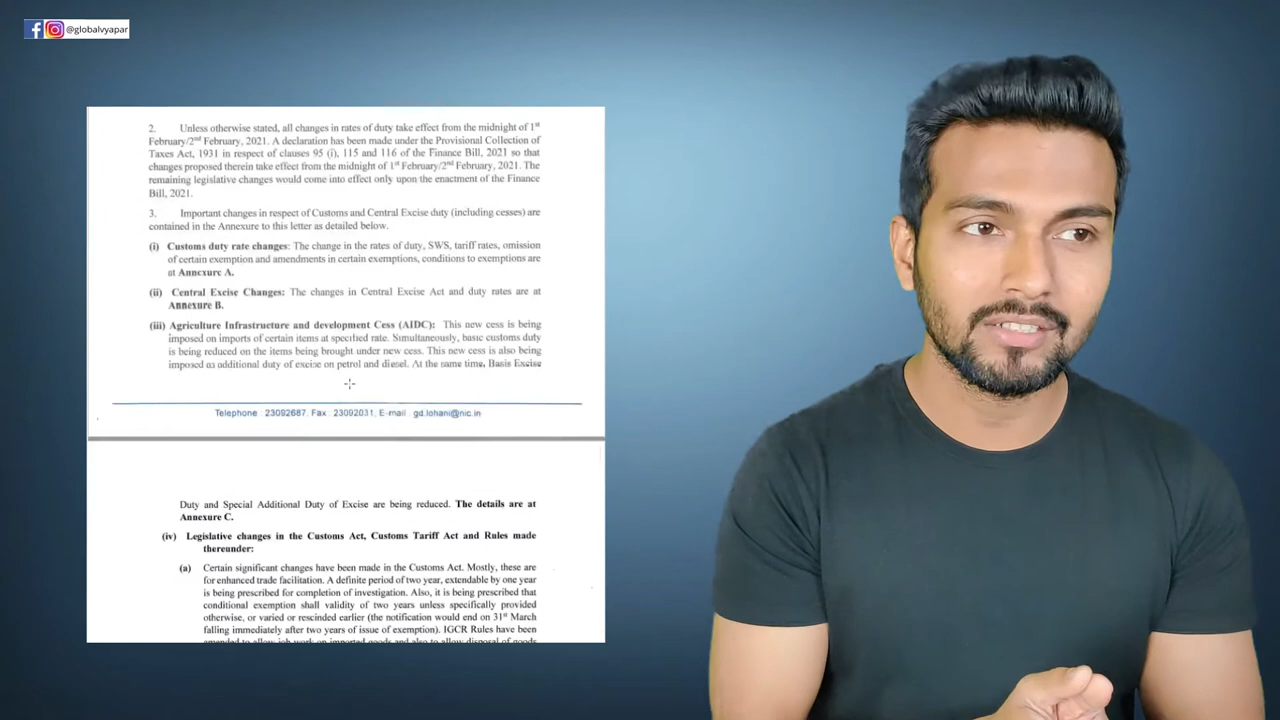 @globalvyapar
2. Unless otherwise stated, all changes in rates of duty take effect from the midnight of 1st
February/2nd February, 2021. A declaration has been made under the Provisional Collection of
Taxes Act, 1931 in respect of clauses 95 (i), 115 and 116 of the Finance Bill, 2021 so that
changes proposed therein take effect from the midnight of 1st February/2nd February, 2021. The
remaining legislative changes would come into effect only upon the enactment of the Finance
Bill, 2021.
3. Important changes in respect of Customs and Central Excise duty (including cesses) are
contained in the Annexure to this letter as detailed below.
(i) Customs duty rate changes: The change in the rates of duty, SWS, tariff rates, omission
of certain exemption and amendments in certain exemptions, conditions to exemptions are
at Annexure A.
(ii) Central Excise Changes: The changes in Central Excise Act and duty rates are at
Annexure B.
(iii) Agriculture Infrastructure and development Cess (AIDC): This new cess is being
imposed on imports of certain items at specified rate. Simultaneously, basic customs duty
is being reduced on the items being brought under new cess. This new cess is also being
imposed as additional duty of excise on petrol and diesel. At the same time, Basis Excise
Telephone : 23092687, Fax : 23092031, E-mail gd.lohani@nic.in
Duty and Special Additional Duty of Excise are being reduced. The details are at
Annexure C.
(iv) Legislative changes in the Customs Act, Customs Tariff Act and Rules made
thereunder:
(a) Certain significant changes have been made in the Customs Act. Mostly, these are
for enhanced trade facilitation. A definite period of two year, extendable by one year
is being prescribed for completion of investigation. Also, it is being prescribed that
conditional exemption shall validity of two years unless specifically provided
otherwise, or varied or rescinded earlier (the notification would end on 31st March
falling immediately after two years of issue of exemption). IGCR Rules have been
amended to allow job work on imported goods and also to allow disposal of goods